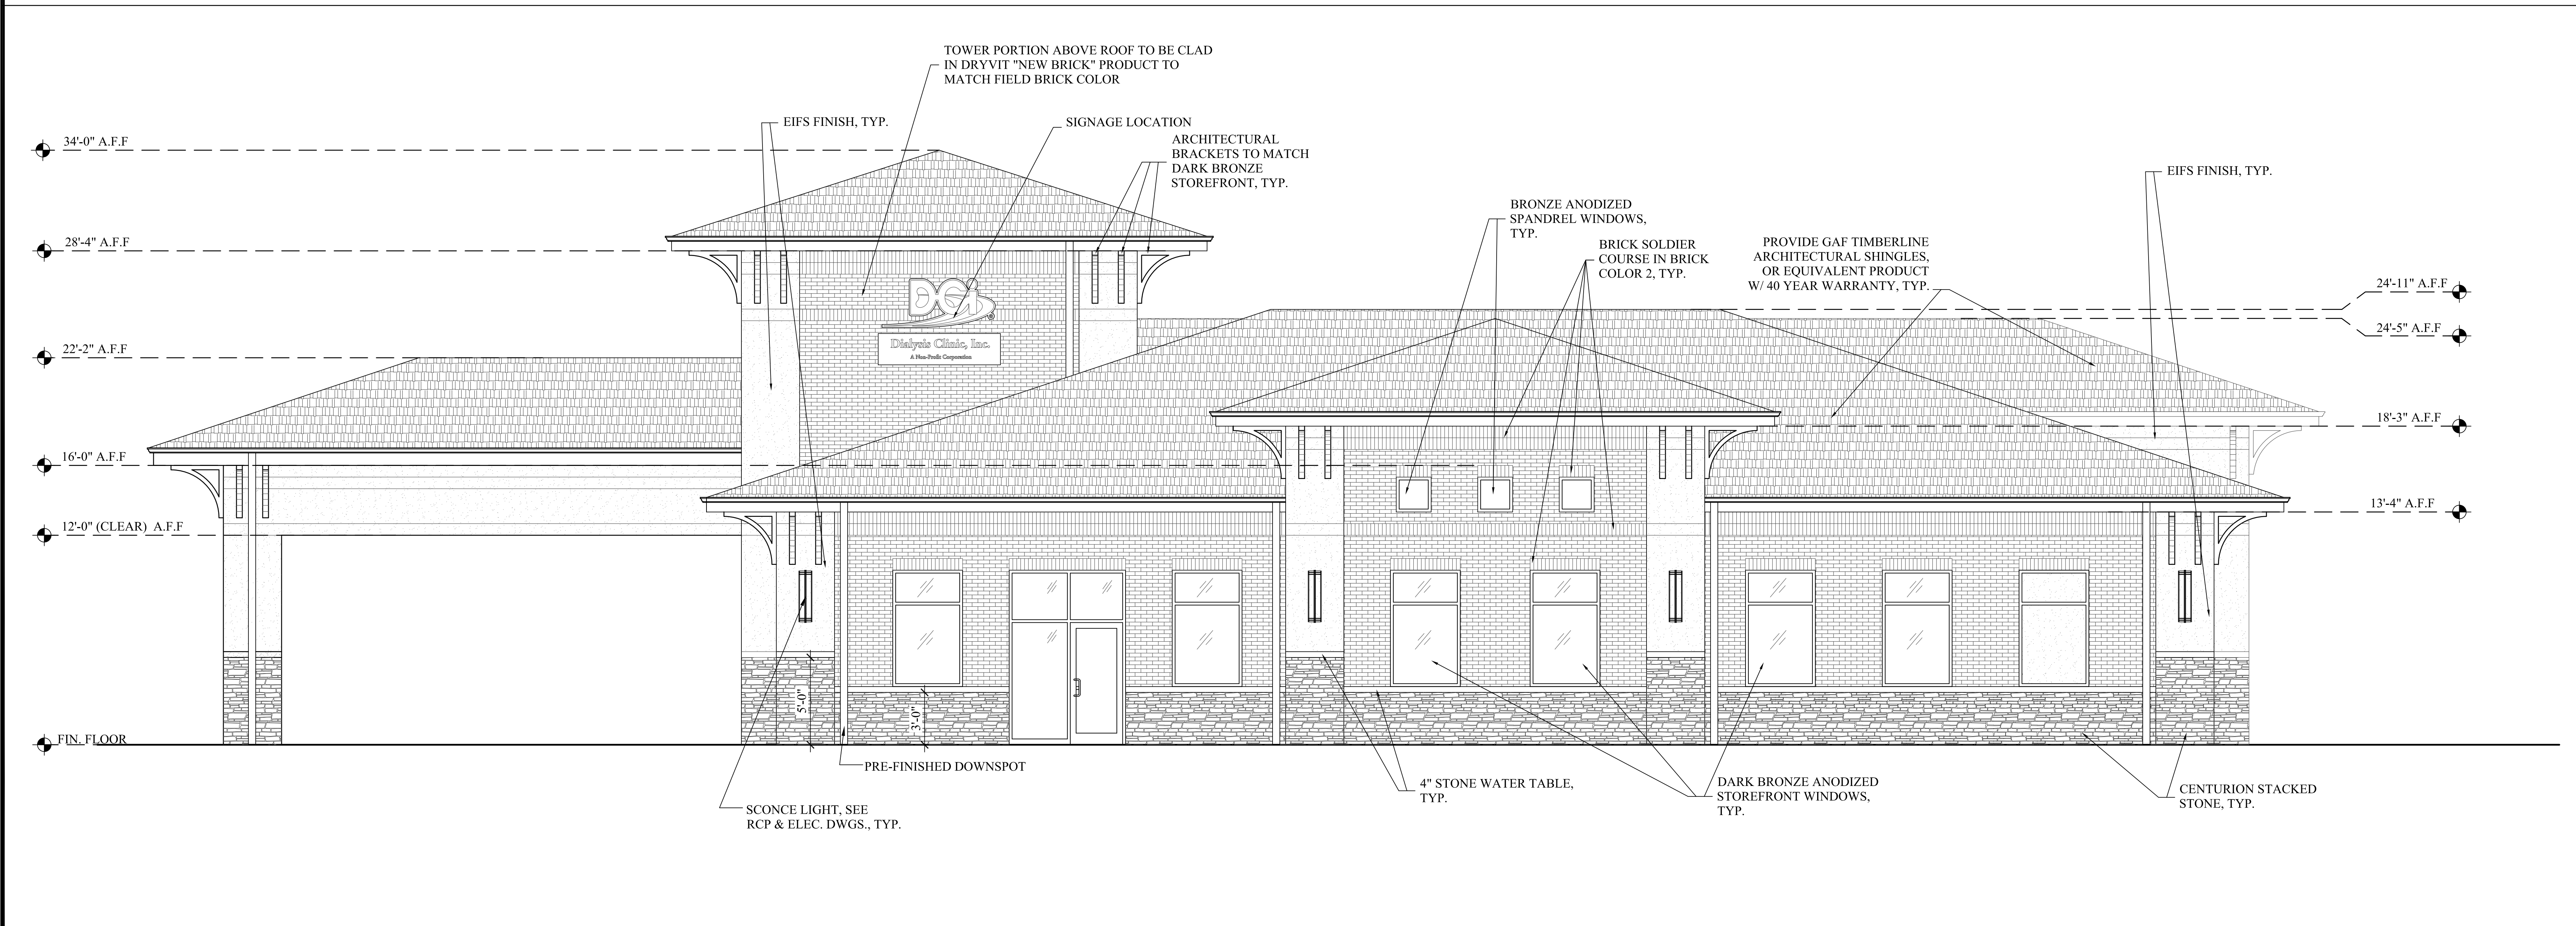 TOWER PORTION ABOVE ROOF TO BE CLAD
IN DRYVIT "NEW BRICK" PRODUCT TO
MATCH FIELD BRICK COLOR
EIFS FINISH, TYP.
SIGNAGE LOCATION
ARCHITECTURAL
BRACKETS TO MATCH
DARK BRONZE
STOREFRONT, TYP.
34'-0" A.F.F
EIFS FINISH, TYP.
BRONZE ANODIZED
SPANDREL WINDOWS,
TYP.
BRICK SOLDIER
COURSE IN BRICK
COLOR 2, TYP.
PROVIDE GAF TIMBERLINE
ARCHITECTURAL SHINGLES,
OR EQUIVALENT PRODUCT
W/ 40 YEAR WARRANTY, TYP.
28'-4" A.F.F
24'-11" A.F.F
24'-5" A.F.F
DCi
®
Dialysis Clinic, Inc.
A Non-Profit Corporation
22'-2" A.F.F
18'-3" A.F.F
16'-0" A.F.F
13'-4" A.F.F
12'-0" (CLEAR) A.F.F
5'-0"
3'-0"
FIN. FLOOR
PRE-FINISHED DOWNSPOT
SCONCE LIGHT, SEE
RCP & ELEC. DWGS., TYP.
4" STONE WATER TABLE,
TYP.
DARK BRONZE ANODIZED
STOREFRONT WINDOWS,
TYP.
CENTURION STACKED
STONE, TYP.